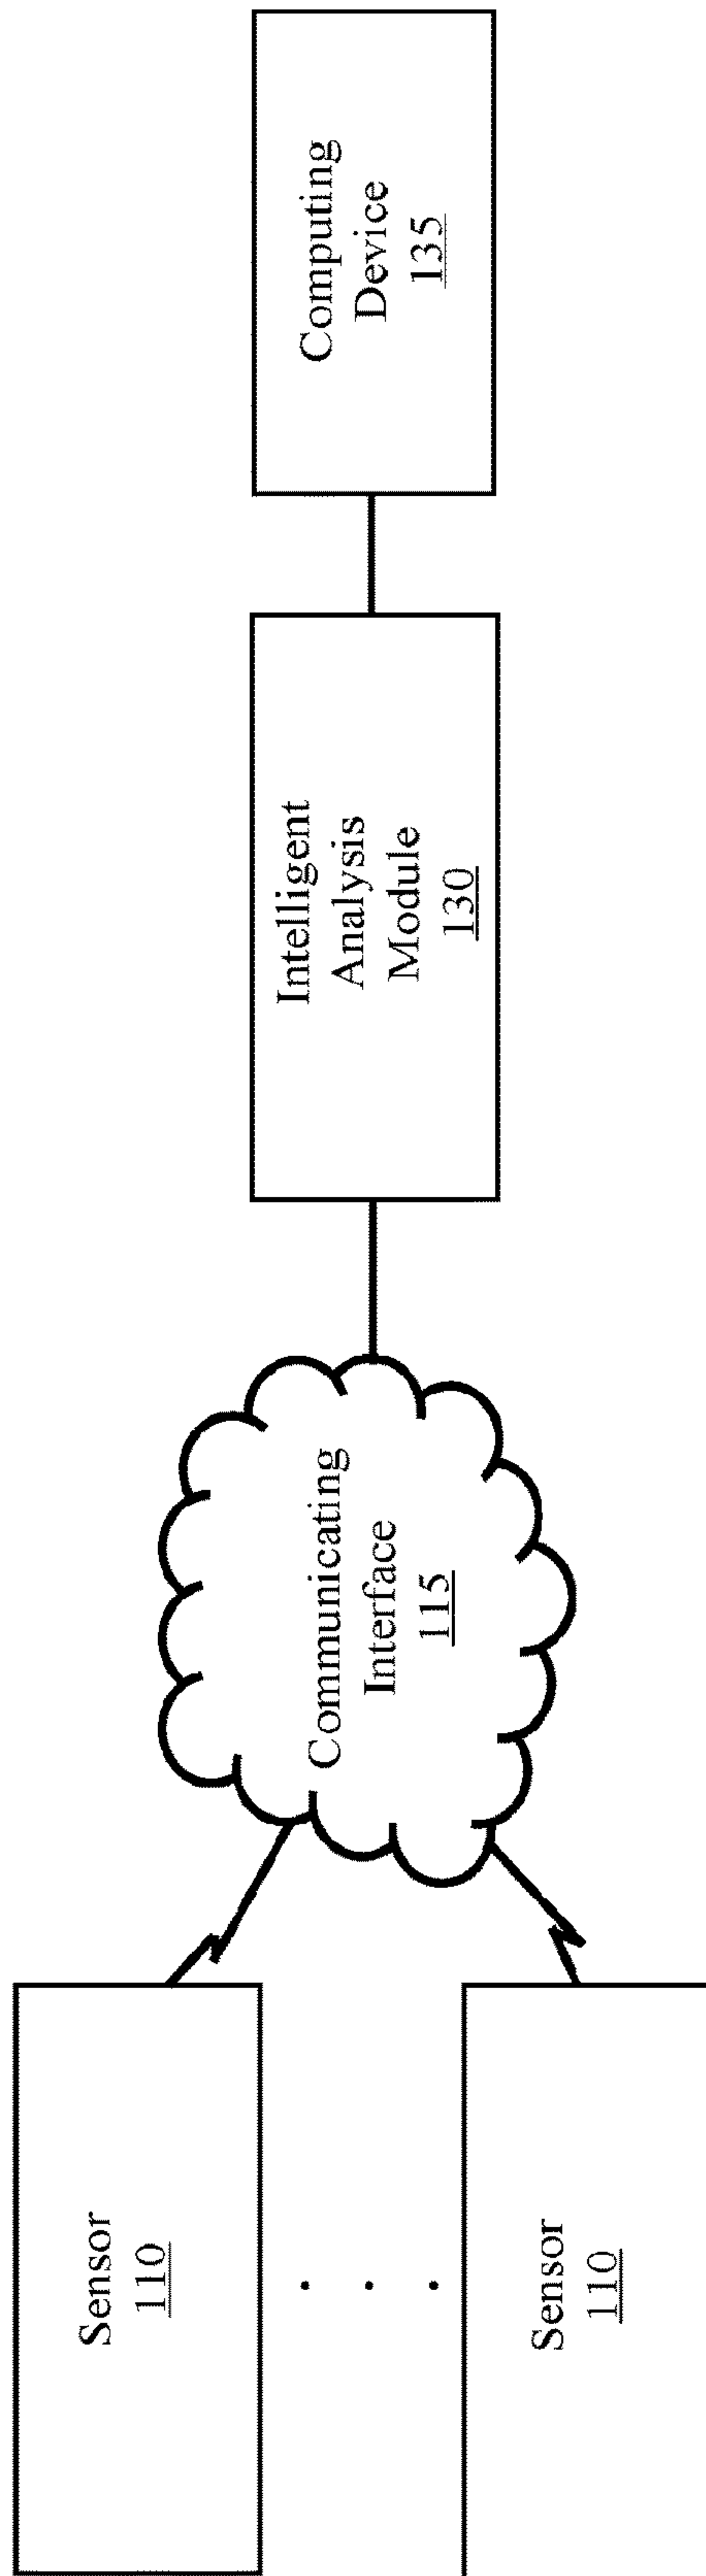 Sensor
110
Sensor
110
Communicating
Interface
115
Intelligent
Analysis
Module
130
Computing
Device
135